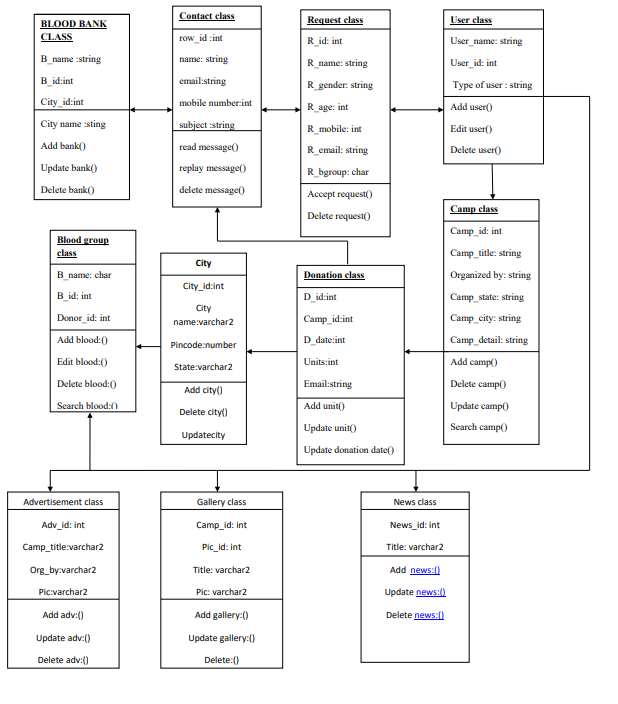 BLOOD BANK
CLASS
B_name :string
B_id:int
City_id:int
City name :sting
Add bank()
Update bank()
Delete bank()
Contact class
row_id :int
name: string
email:string
mobile number:int
subject :string
read message()
replay message()
delete message()
Request class
R_id: int
R_name: string
R_gender: string
R_age: int
R_mobile: int
R_email: string
R_bgroup: char
Accept request()
Delete request()
User class
User_name: string
User_id: int
Type of user : string
Add user()
Edit user()
Delete user()
Blood group
class
B_name: char
B_id: int
Donor_id: int
Add blood:()
Edit blood:()
Delete blood:()
Search blood:()
City
City_id:int
City
name:varchar2
Pincode:number
State:varchar2
Add city()
Delete city()
Updatecity
Donation class
D_id:int
Camp_id:int
D_date:int
Units:int
Email:string
Add unit()
Update unit()
Update donation date()
Camp class
Camp_id: int
Camp_title: string
Organized by: string
Camp_state: string
Camp_city: string
Camp_detail: string
Add camp()
Delete camp()
Update camp()
Search camp()
Advertisement class
Adv_id: int
Camp_title:varchar2
Org_by:varchar2
Pic:varchar2
Add adv:()
Update adv:()
Delete adv:()
Gallery class
Camp_id: int
Pic_id: int
Title: varchar2
Pic: varchar2
Add gallery:()
Update gallery:()
Delete:()
News class
News_id: int
Title: varchar2
Add news:()
Update news:()
Delete news:()